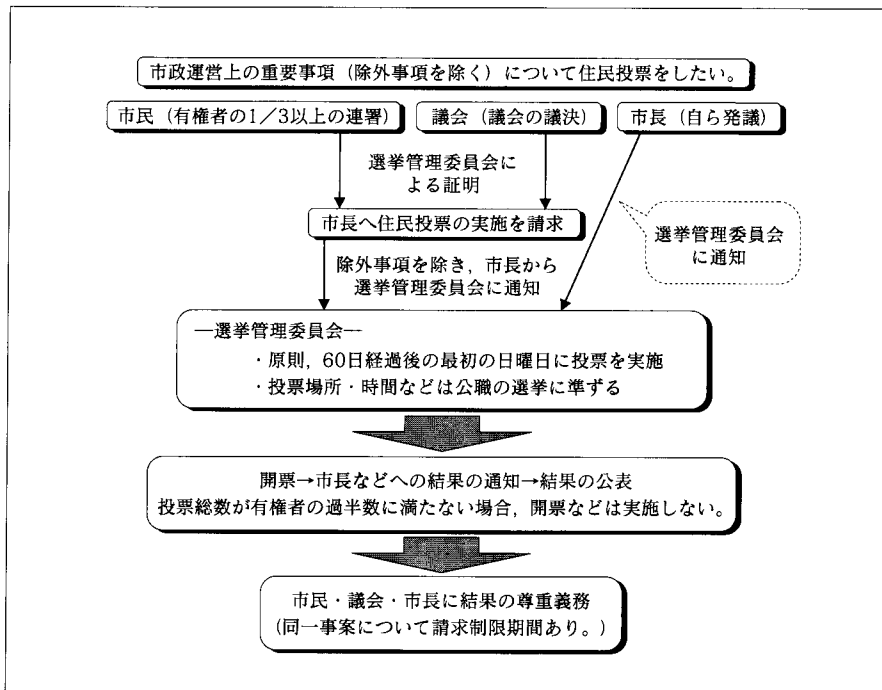 市政運営上の重要事項（除外事項を除く）について住民投票をしたい。
市民（有権者の1／3以上の連署）
議会（議会の議決）
市長（自ら発議）
選挙管理委員会に
よる証明
市長へ住民投票の実施を請求
選挙管理委員会
に通知
除外事項を除き，市長から
選挙管理委員会に通知
―選挙管理委員会―
・原則，60日経過後の最初の日曜日に投票を実施
・投票場所・時間などは公職の選挙に準ずる
開票→市長などへの結果の通知→結果の公表
投票総数が有権者の過半数に満たない場合，開票などは実施しない。
市民・議会・市長に結果の尊重義務
（同一事案について請求制限期間あり。）